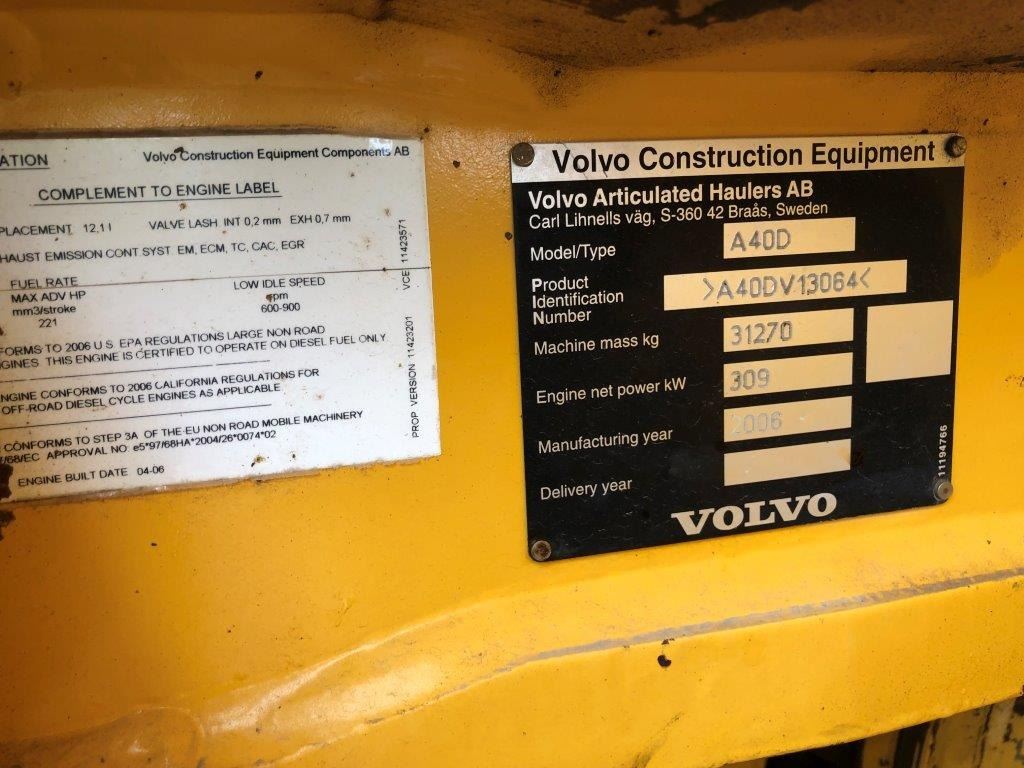 ATION Volvo Construction Equipment Components AB
COMPLEMENT TO ENGINE LABEL
PLACEMENT 12,1 l VALVE LASH INT 0,2 mm EXH 0,7 mm
HAUST EMISSION CONT SYST EM, ECM, TC, CAC, EGR
FUEL RATE LOW IDLE SPEED
MAX ADV HP rpm
mm3/stroke 600-900
221
FORMS TO 2006 U.S. EPA REGULATIONS LARGE NON ROAD
GINES THIS ENGINE IS CERTIFIED TO OPERATE ON DIESEL FUEL ONLY
GINE CONFORMS TO 2006 CALIFORNIA REGULATIONS FOR
OFF-ROAD DIESEL CYCLE ENGINES AS APPLICABLE
CONFORMS TO STEP 3A OF THE EU NON ROAD MOBILE MACHINERY
/68/EC APPROVAL NO: e5*97/68HA*2004/26*0074*02
ENGINE BUILT DATE 04-06
VCE 11423571
PROP VERSION 11423201
Volvo Construction Equipment
Volvo Articulated Haulers AB
Carl Lihnells väg, S-360 42 Braås, Sweden
Model/Type A40D
Product
Identification >A40DV13064<
Number
Machine mass kg 31270
Engine net power kW 309
Manufacturing year 2006
Delivery year
VOLVO
11194766